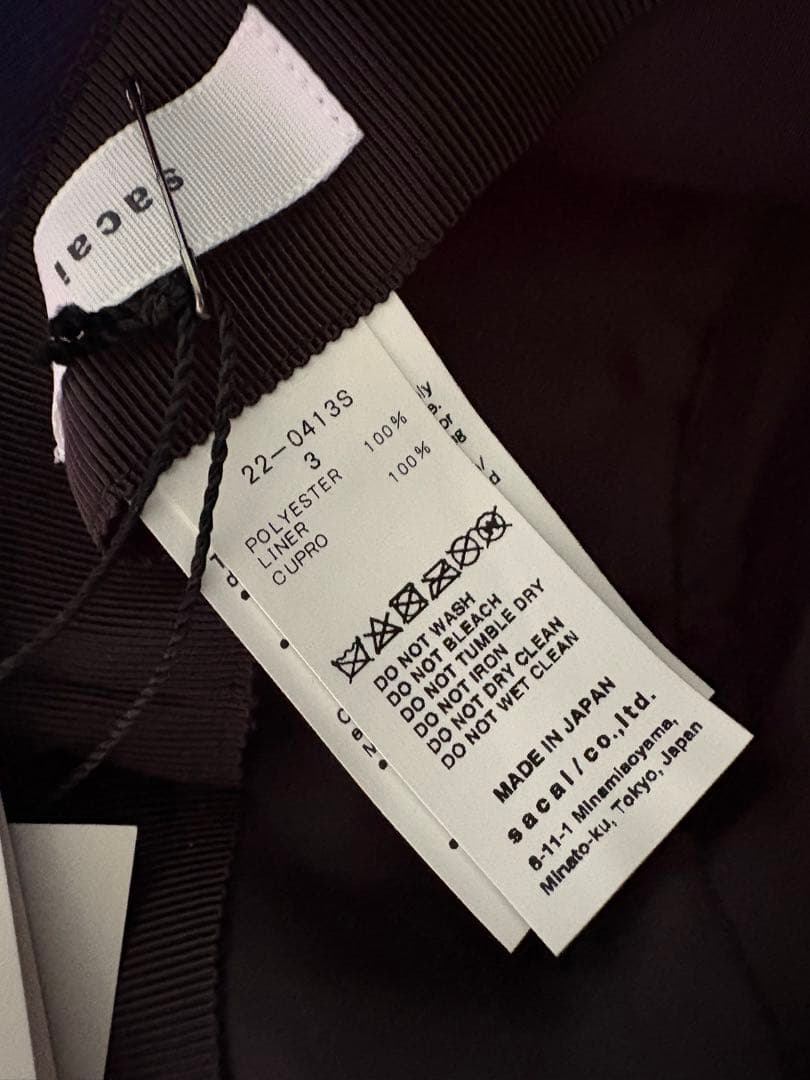 sacai
22-0413S
3
POLYESTER 100%
LINER
CUPRO 100%
DO NOT WASH
DO NOT BLEACH
DO NOT TUMBLE DRY
DO NOT IRON
DO NOT DRY CLEAN
DO NOT WET CLEAN
MADE IN JAPAN
sacai/co.,ltd.
6-11-1 Minamiaoyama,
Minato-ku, Tokyo, Japan